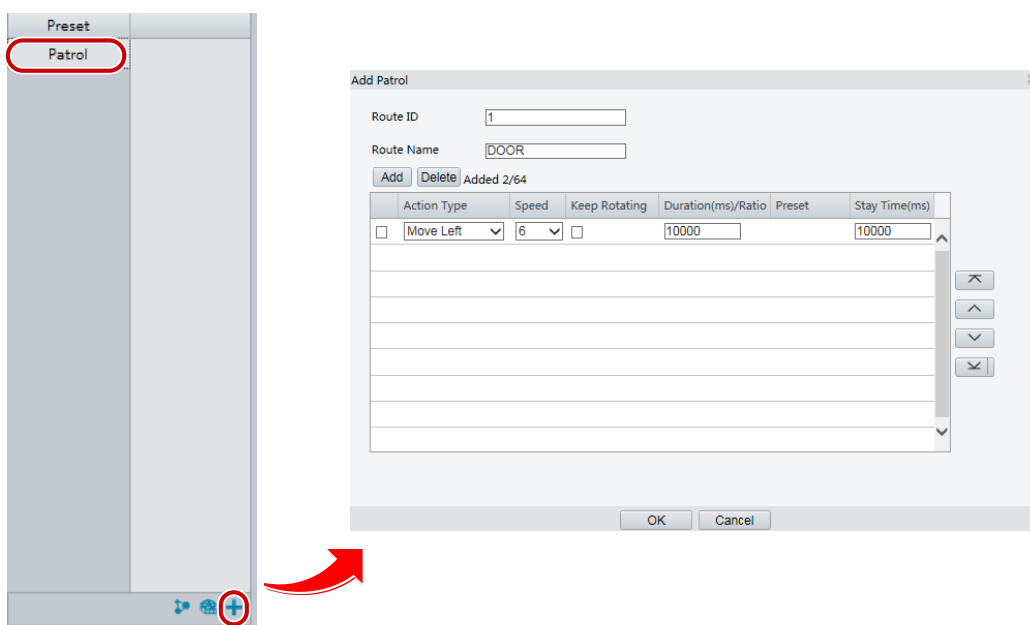 Preset
Patrol
Add Patrol
Route ID 1
Route Name DOOR
Add Delete Added 2/64
Action Type Speed Keep Rotating Duration(ms)/Ratio Preset Stay Time(ms)
Move Left 6 10000 10000
OK Cancel